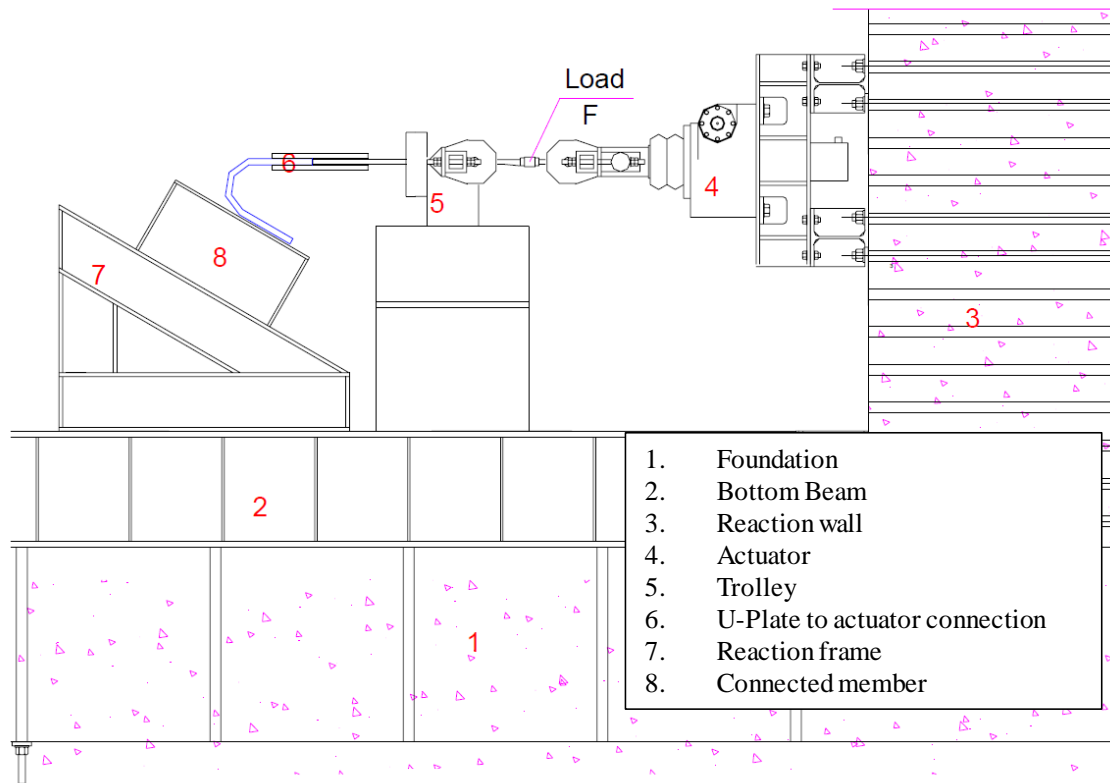 Load
F
6
5
4
8
7
3
2
1
1. Foundation
2. Bottom Beam
3. Reaction wall
4. Actuator
5. Trolley
6. U-Plate to actuator connection
7. Reaction frame
8. Connected member